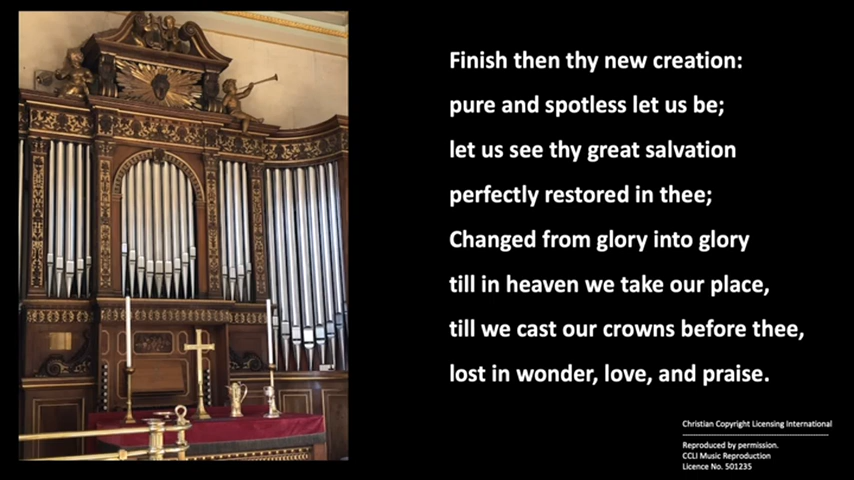 Finish then thy new creation:
pure and spotless let us be;
let us see thy great salvation
perfectly restored in thee;
Changed from glory into glory
till in heaven we take our place,
till we cast our crowns before thee,
lost in wonder, love, and praise.
Christian Copyright Licensing International
Reproduced by permission.
CCLI Music Reproduction
Licence No. 501235